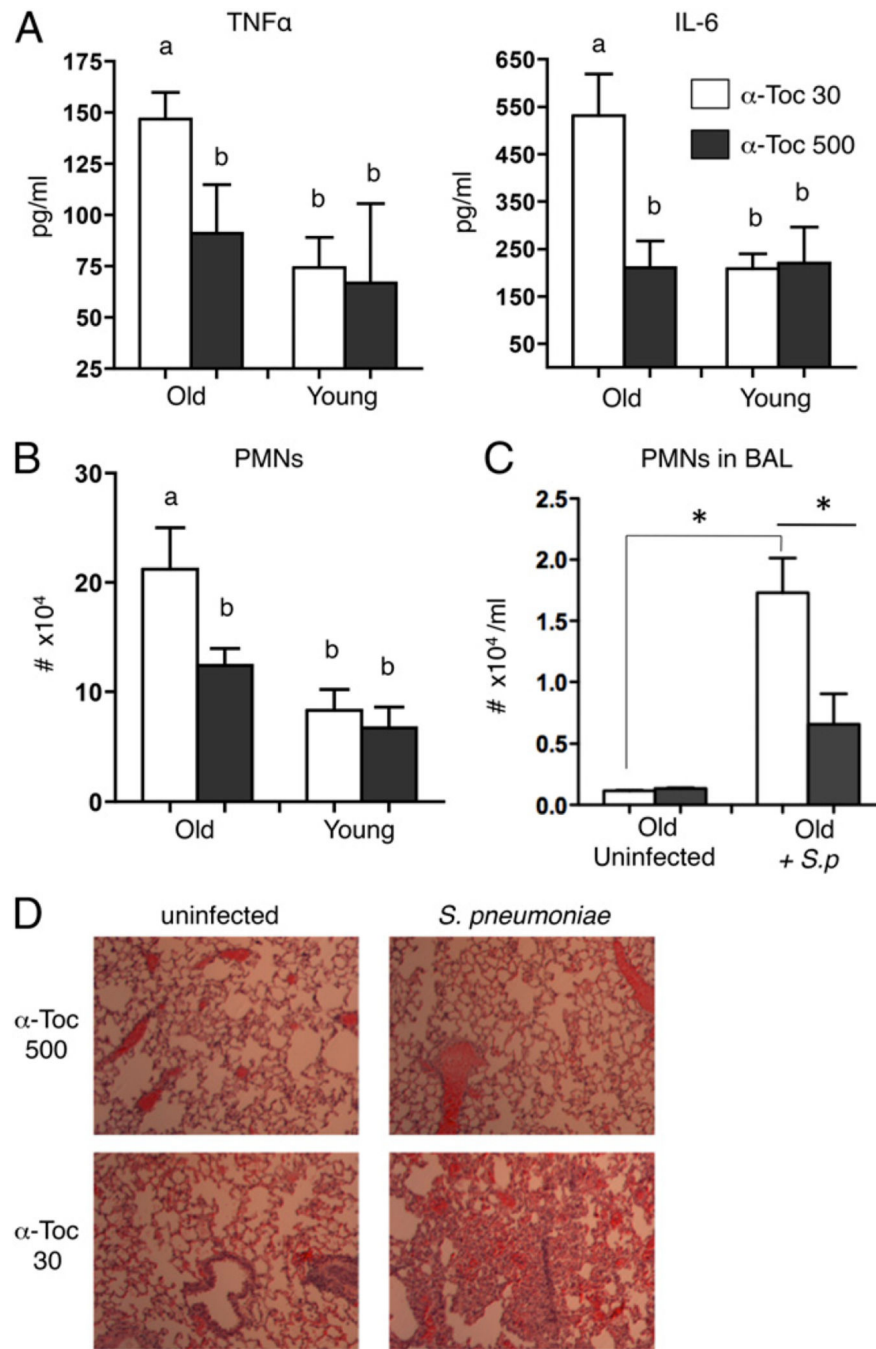 A
TNFα
a
175
150
125
100
75
50
25
pg/ml
b
b
b
Old
Young
IL-6
a
650
550
450
350
250
150
50
pg/ml
α-Toc 30
α-Toc 500
b
b
b
Old
Young
B
PMNs
30
20
10
0
# x10⁴
a
b
b
b
Old
Young
C
PMNs in BAL
2.5
2.0
1.5
1.0
0.5
0.0
# x10⁴/ml
*
*
Old
Uninfected
Old
+ S.p
D
uninfected
S. pneumoniae
α-Toc
500
α-Toc
30